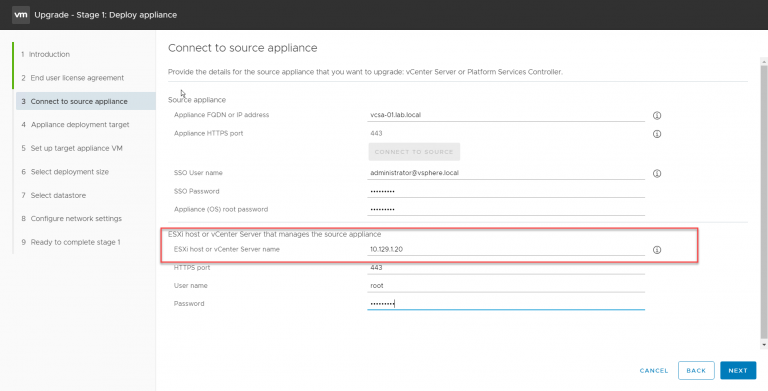 vm Upgrade - Stage 1: Deploy appliance
1 Introduction
2 End user license agreement
3 Connect to source appliance
4 Appliance deployment target
5 Set up target appliance VM
6 Select deployment size
7 Select datastore
8 Configure network settings
9 Ready to complete stage 1
Connect to source appliance
Provide the details for the source appliance that you want to upgrade: vCenter Server or Platform Services Controller.
Source appliance
Appliance FQDN or IP address vcsa-01.lab.local
Appliance HTTPS port 443
CONNECT TO SOURCE
SSO User name administrator@vsphere.local
SSO Password •••••••••
Appliance (OS) root password •••••••••
ESXi host or vCenter Server that manages the source appliance
ESXi host or vCenter Server name 10.129.1.20
HTTPS port 443
User name root
Password •••••••••
CANCEL BACK NEXT